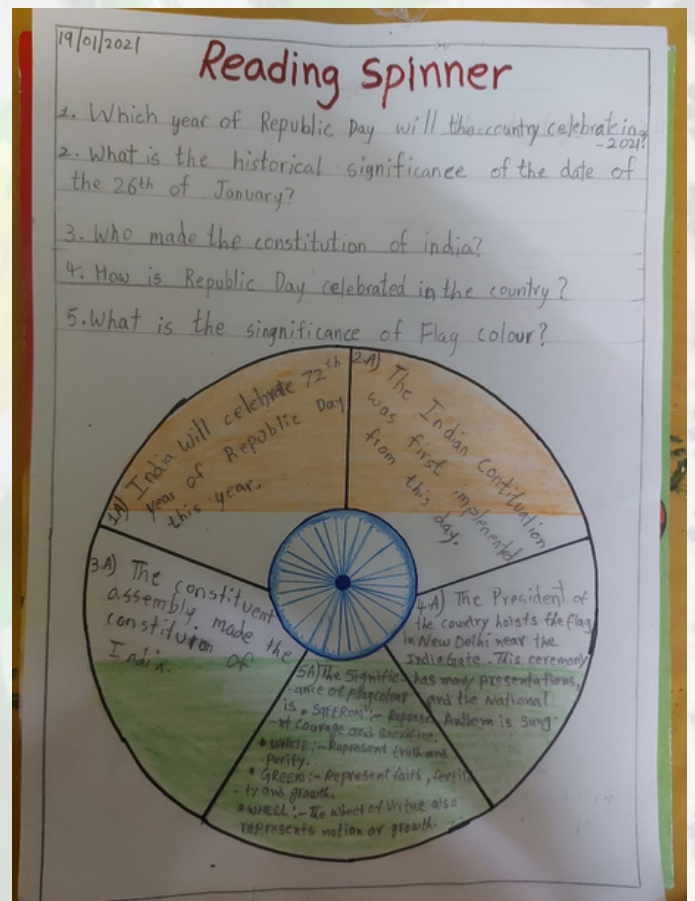 19/01/2021
Reading Spinner
1. Which year of Republic Day will the country celebrate in
-2021?
2. What is the historical significance of the date of
the 26th of January?
3. Who made the constitution of india?
4. How is Republic Day celebrated in the country?
5. What is the singnificance of Flag colour?
1A) India will celebrate 72th
year of Republic Day
this year.
2.A) The Indian Contituation
was first implemented
from this day.
3.A) The constituent
assembly made the
constitution of
India.
4.A) The President of
the country hoists the flag
in New Delhi near the
India Gate. This ceremony
has many presentations,
and the National
Anthem is sung.
5A) The Signific
-ance of flag colour
is • SAFFROM :- Represe
-nt Courage and Sacrifice.
• WHITE :- Represent truth and
Purity.
• GREEN :- Represent faith, fertili
-ty and growth.
• WHEEL :- The wheel of Virtue also
represents motion or growth.